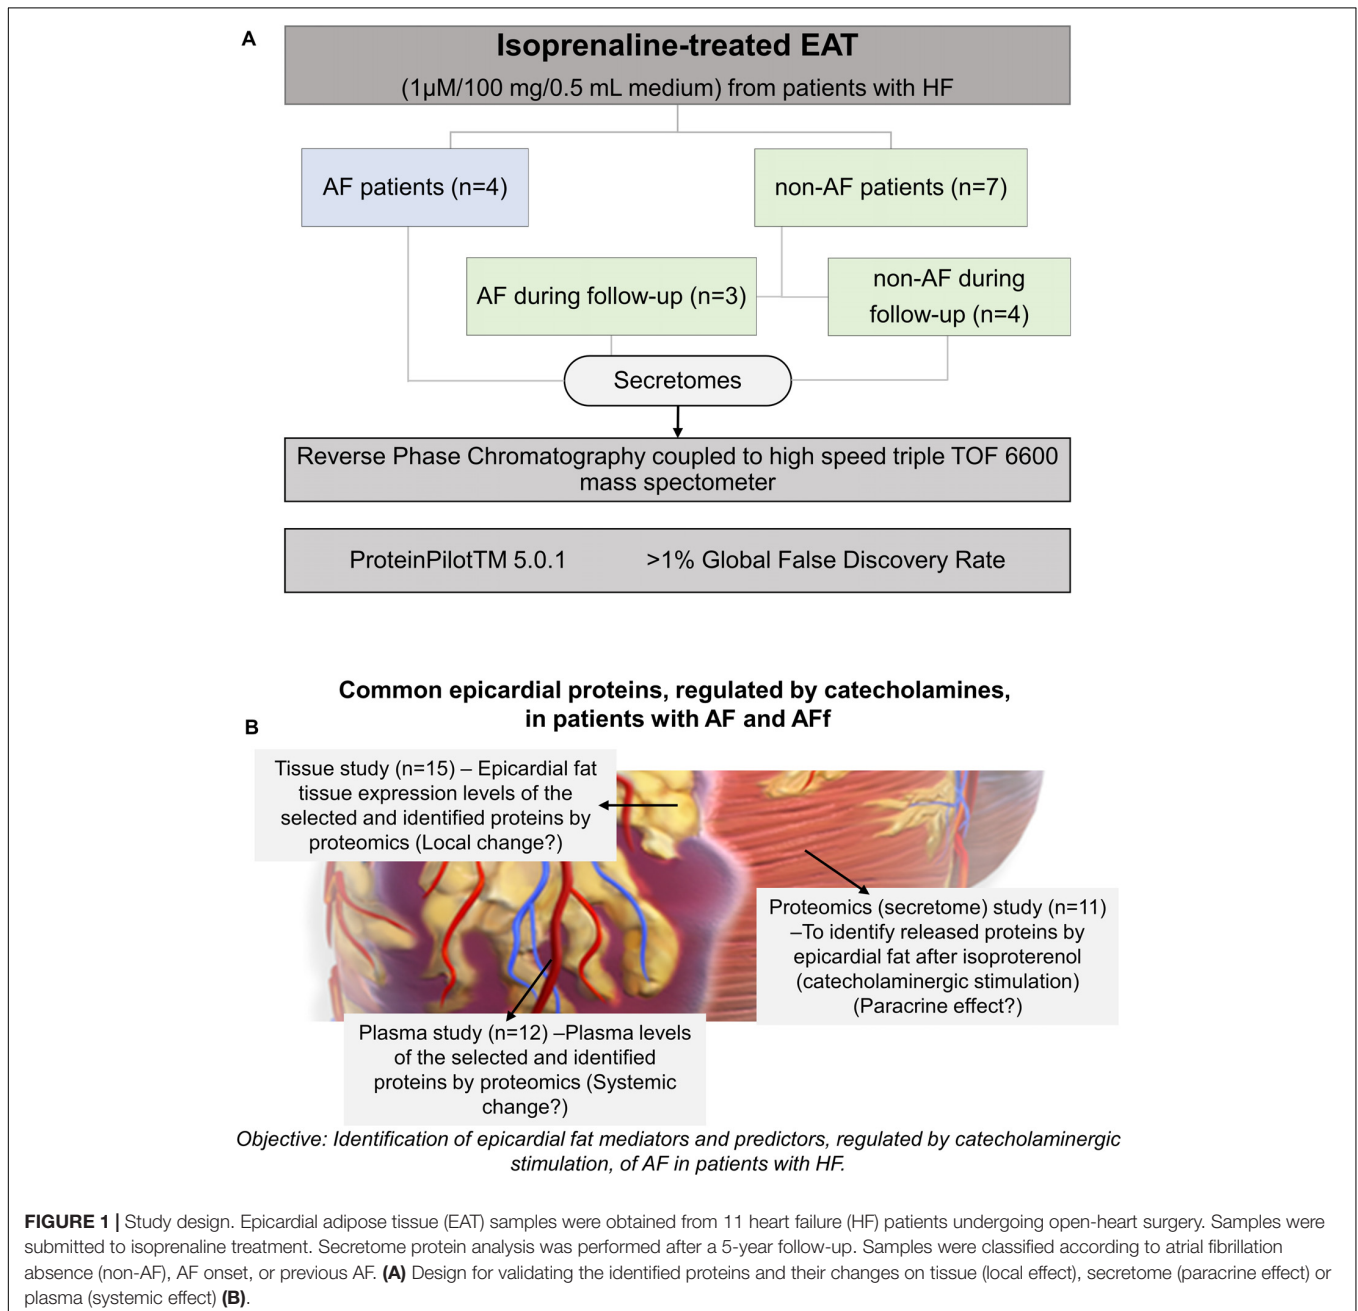 A
Isoprenaline-treated EAT
(1µM/100 mg/0.5 mL medium) from patients with HF
AF patients (n=4)
non-AF patients (n=7)
AF during follow-up (n=3)
non-AF during
follow-up (n=4)
Secretomes
Reverse Phase Chromatography coupled to high speed triple TOF 6600
mass spectometer
ProteinPilotTM 5.0.1 >1% Global False Discovery Rate
Common epicardial proteins, regulated by catecholamines,
in patients with AF and AFf
B
Tissue study (n=15) – Epicardial fat
tissue expression levels of the
selected and identified proteins by
proteomics (Local change?)
Proteomics (secretome) study (n=11)
–To identify released proteins by
epicardial fat after isoproterenol
(catecholaminergic stimulation)
(Paracrine effect?)
Plasma study (n=12) –Plasma levels
of the selected and identified
proteins by proteomics (Systemic
change?)
Objective: Identification of epicardial fat mediators and predictors, regulated by catecholaminergic
stimulation, of AF in patients with HF.
FIGURE 1 | Study design. Epicardial adipose tissue (EAT) samples were obtained from 11 heart failure (HF) patients undergoing open-heart surgery. Samples were
submitted to isoprenaline treatment. Secretome protein analysis was performed after a 5-year follow-up. Samples were classified according to atrial fibrillation
absence (non-AF), AF onset, or previous AF. (A) Design for validating the identified proteins and their changes on tissue (local effect), secretome (paracrine effect) or
plasma (systemic effect) (B).